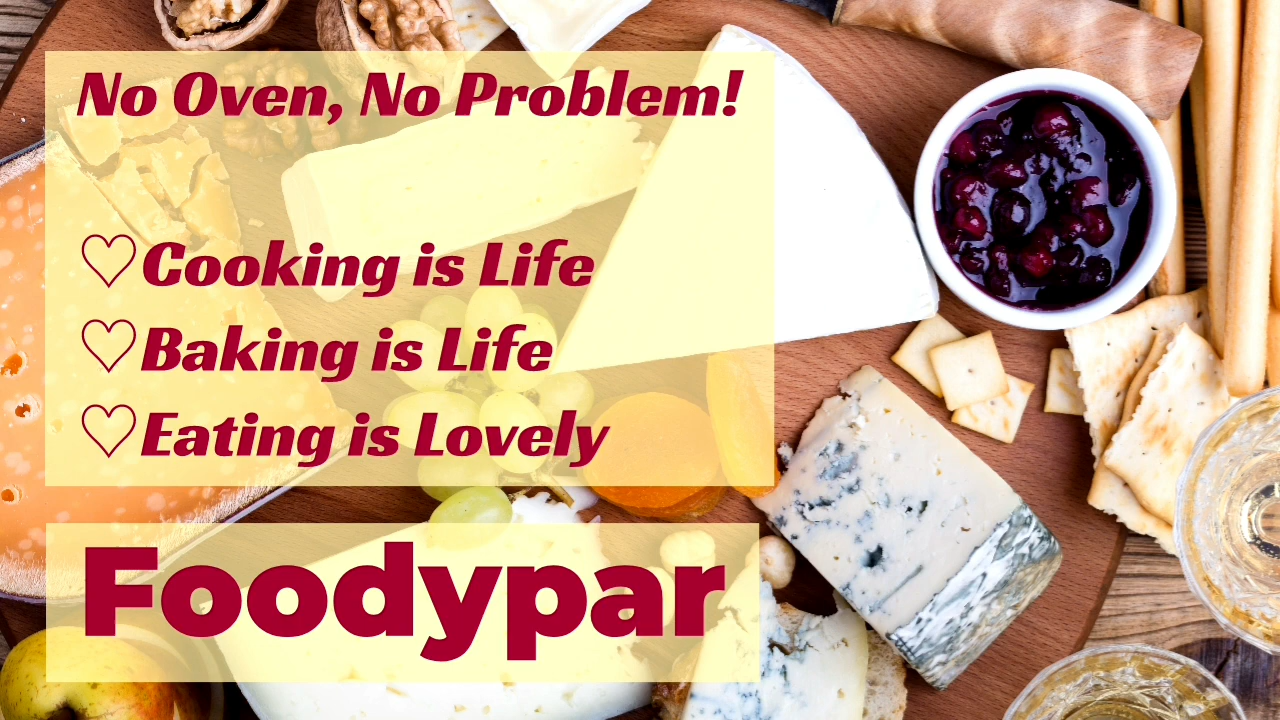 No Oven, No Problem!
♡Cooking is Life
♡Baking is Life
♡Eating is Lovely
Foodypar